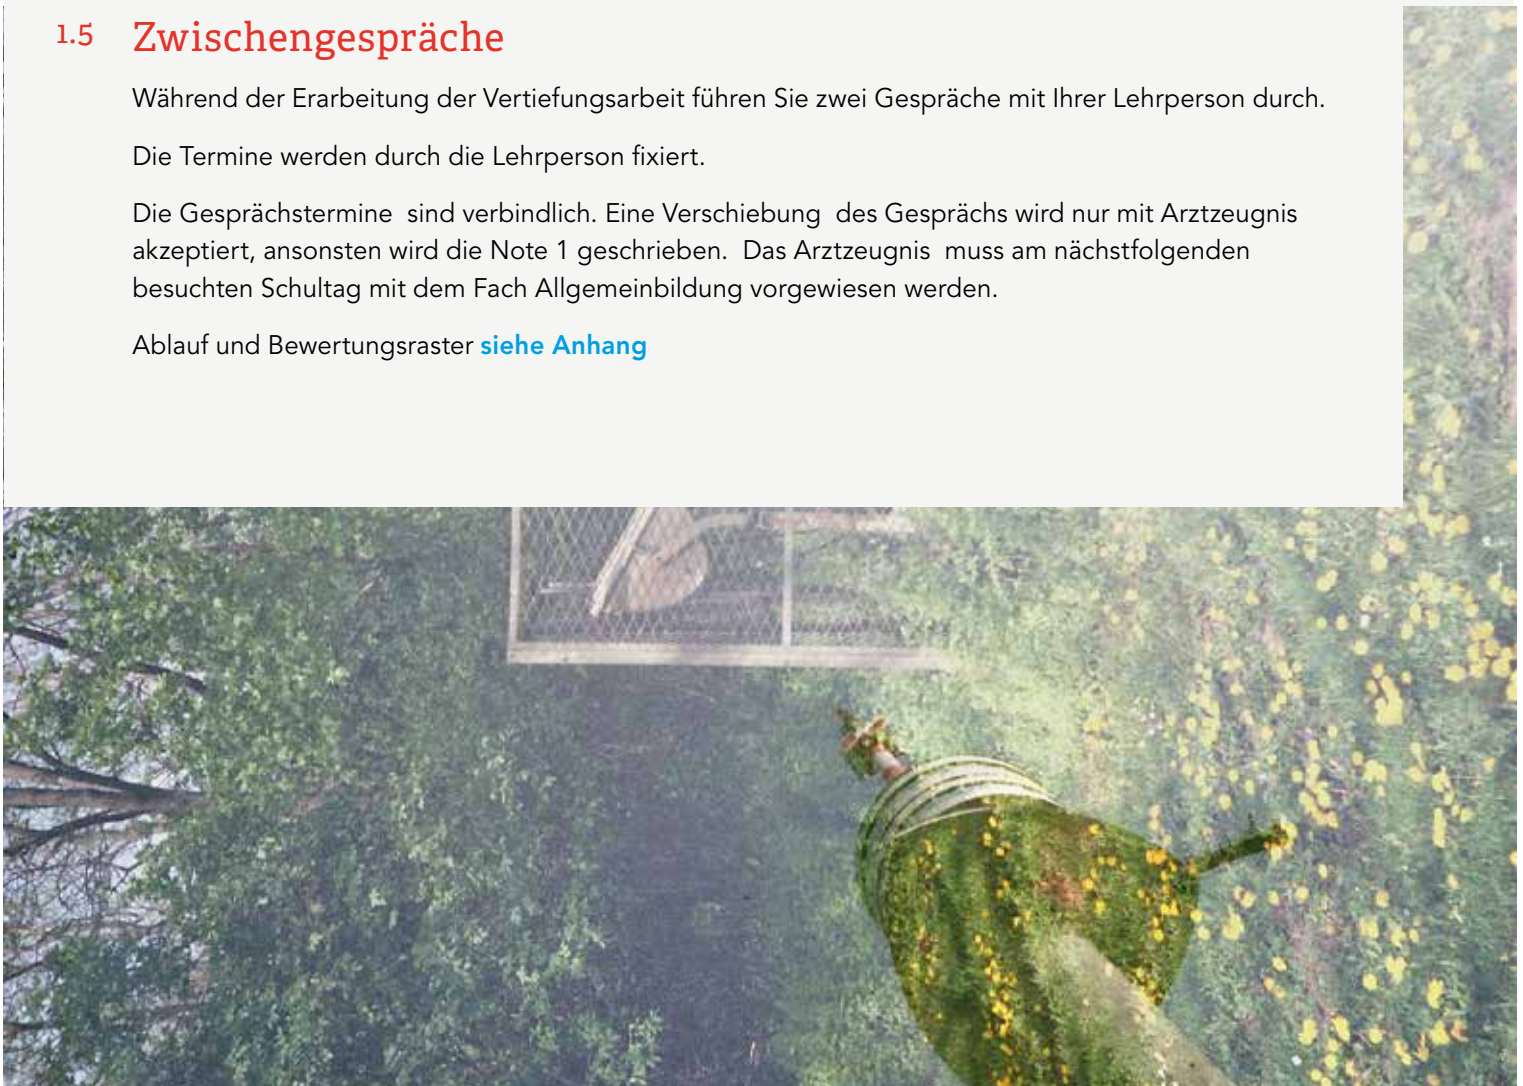 1.5 Zwischengespräche
Während der Erarbeitung der Vertiefungsarbeit führen Sie zwei Gespräche mit Ihrer Lehrperson durch.
Die Termine werden durch die Lehrperson fixiert.
Die Gesprächstermine sind verbindlich. Eine Verschiebung des Gesprächs wird nur mit Arztzeugnis
akzeptiert, ansonsten wird die Note 1 geschrieben. Das Arztzeugnis muss am nächstfolgenden
besuchten Schultag mit dem Fach Allgemeinbildung vorgewiesen werden.
Ablauf und Bewertungsraster siehe Anhang